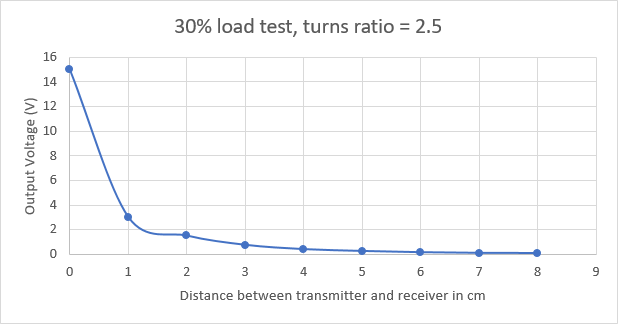 30% load test, turns ratio = 2.5
16
14
12
10
8
6
4
2
0
Output Voltage (V)
0 1 2 3 4 5 6 7 8 9
Distance between transmitter and receiver in cm